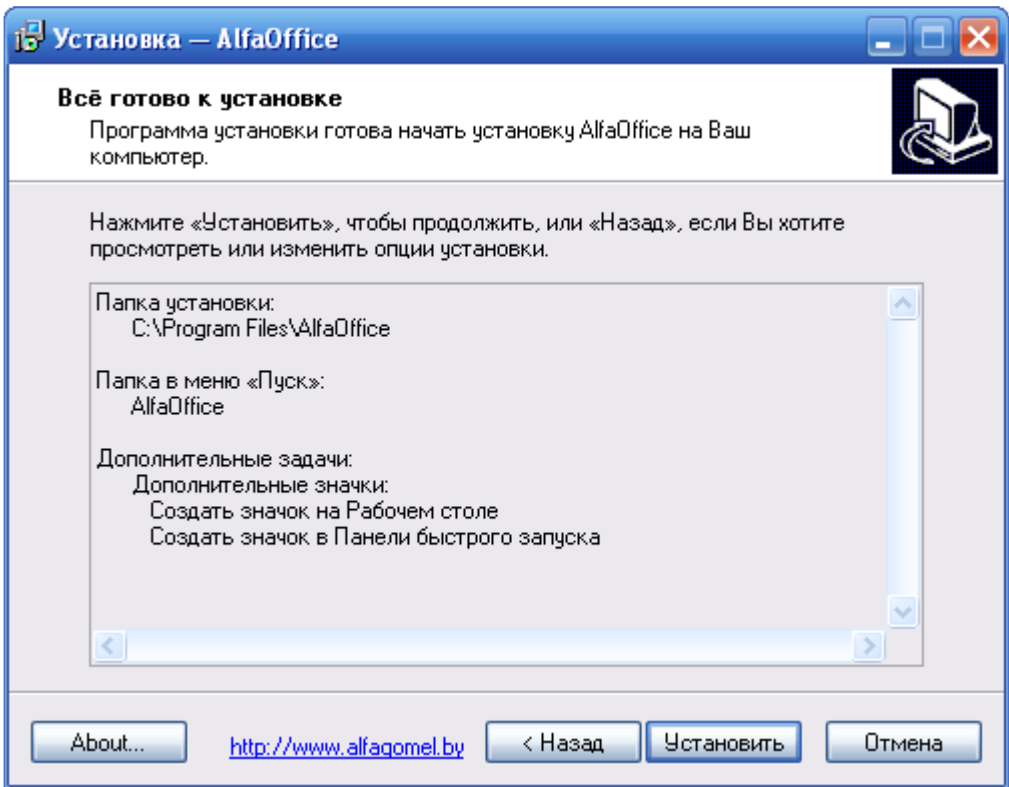 Установка — AlfaOffice
Всё готово к установке
Программа установки готова начать установку AlfaOffice на Ваш
компьютер.
Нажмите «Установить», чтобы продолжить, или «Назад», если Вы хотите
просмотреть или изменить опции установки.
Папка установки:
C:\Program Files\AlfaOffice
Папка в меню «Пуск»:
AlfaOffice
Дополнительные задачи:
Дополнительные значки:
Создать значок на Рабочем столе
Создать значок в Панели быстрого запуска
About... http://www.alfagomel.by < Назад Установить Отмена